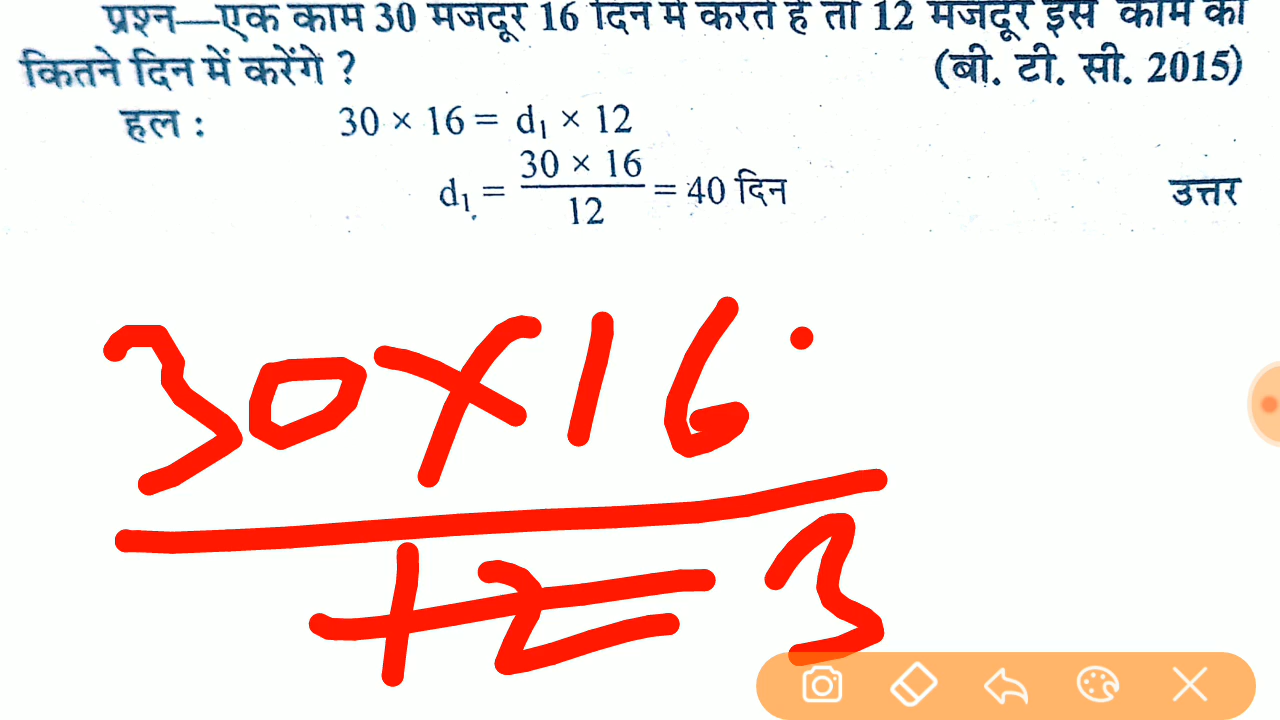 प्रश्न—एक काम 30 मजदूर 16 दिन में करते हैं तो 12 मजदूर इस काम को
कितने दिन में करेंगे ? (बी. टी. सी. 2015)
हल : 30 × 16 = d₁ × 12
d₁ = \frac{30 × 16}{12} = 40 दिन उत्तर
30×16
12 3